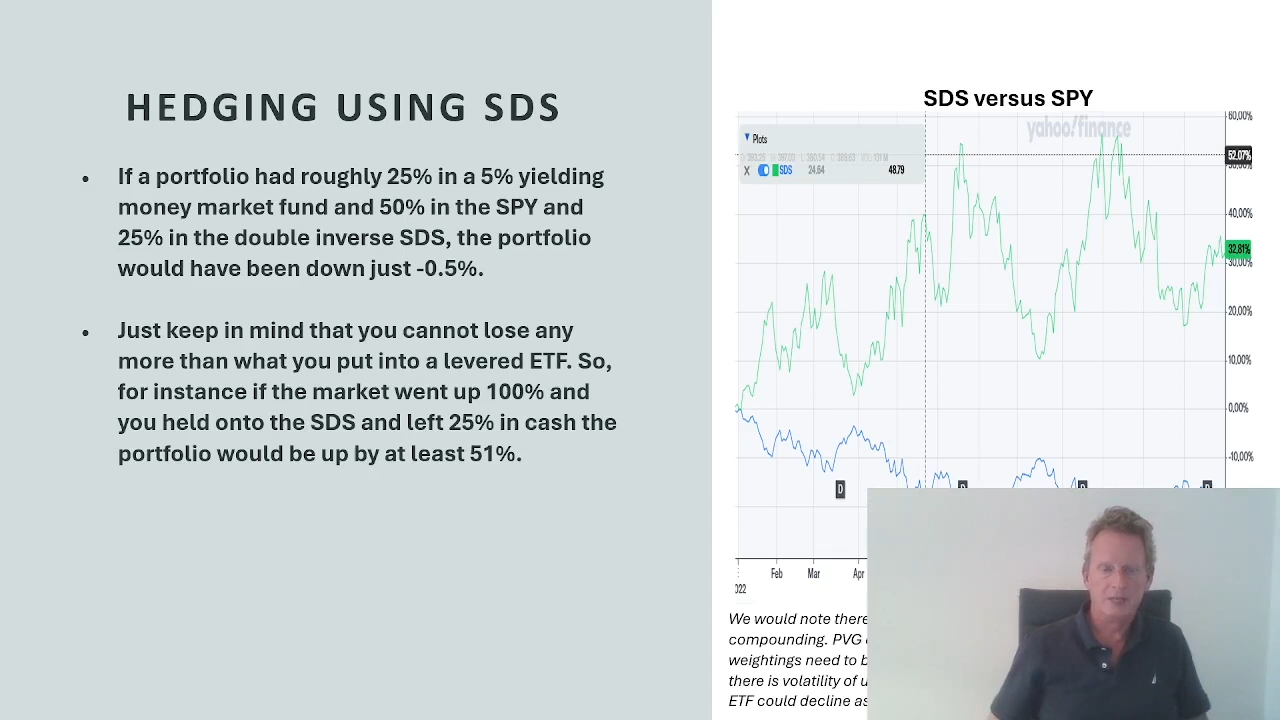 HEDGING USING SDS
• If a portfolio had roughly 25% in a 5% yielding
money market fund and 50% in the SPY and
25% in the double inverse SDS, the portfolio
would have been down just -0.5%.
• Just keep in mind that you cannot lose any
more than what you put into a levered ETF. So,
for instance if the market went up 100% and
you held onto the SDS and left 25% in cash the
portfolio would be up by at least 51%.
SDS versus SPY
yahoo!finance
Plots
X SDS 24.64 48.79
60,00%
52.07%
40,00%
32,81%
30,00%
20,00%
10,00%
0,00%
-10,00%
D D D D
Feb Mar Apr
022
We would note there
compounding. PVG
weightings need to b
there is volatility of u
ETF could decline as